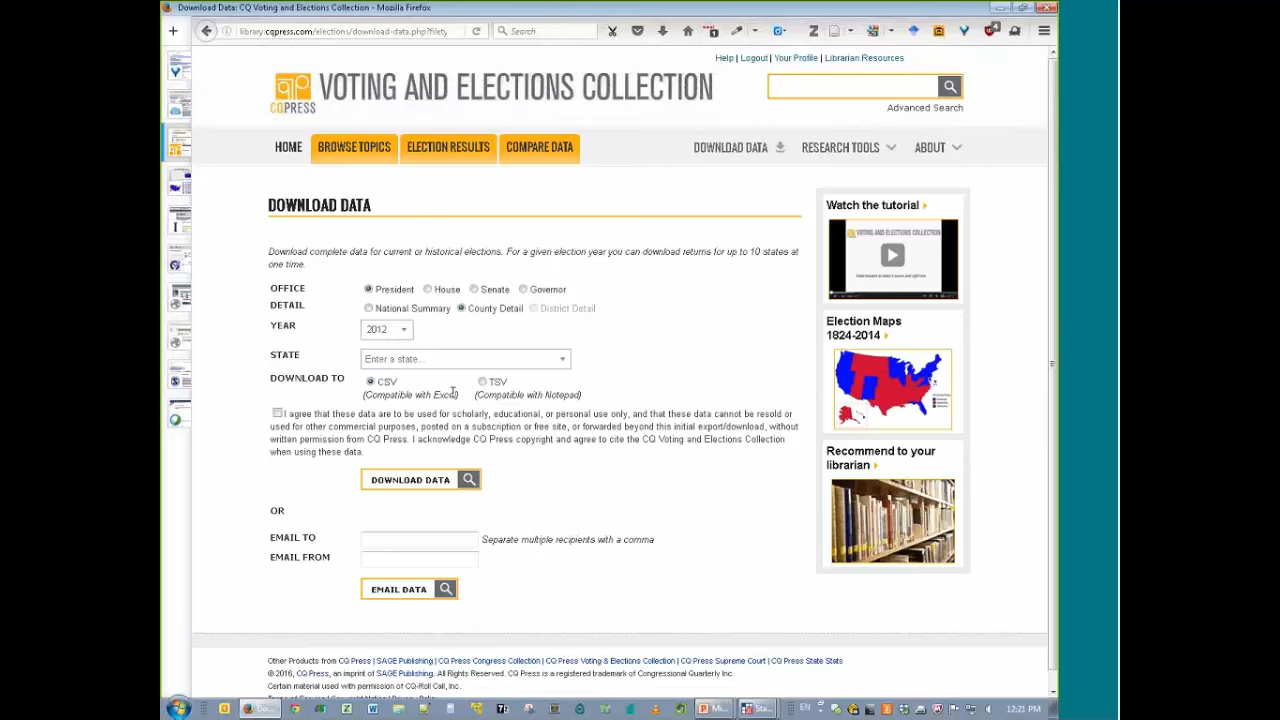 Download Data: CQ Voting and Elections Collection - Mozilla Firefox
library.cqpress.com/elections/download-data.php?filety
Search
Help | Logout | Your Profile | Librarian Resources
CQPRESS
VOTING AND ELECTIONS COLLECTION
Advanced Search
HOME BROWSE TOPICS ELECTION RESULTS COMPARE DATA DOWNLOAD DATA RESEARCH TOOLS ABOUT
DOWNLOAD DATA
Download complete data for current or historical elections. For a given election year you can download returns for up to 10 states at
one time.
OFFICE President House Senate Governor
DETAIL National Summary County Detail District Detail
YEAR 2012
STATE Enter a state...
DOWNLOAD TO CSV TSV
(Compatible with Excel) (Compatible with Notepad)
I agree that these data are to be used for scholarly, educational, or personal use only, and that these data cannot be resold or
used for other commercial purposes, posted on a subscription or free site, or forwarded beyond this initial export/download, without
written permission from CQ Press. I acknowledge CQ Press copyright and agree to cite the CQ Voting and Elections Collection
when using these data.
DOWNLOAD DATA
OR
EMAIL TO Separate multiple recipients with a comma
EMAIL FROM
EMAIL DATA
Watch the tutorial
VOTING AND ELECTIONS COLLECTION
Election Maps
1824-2014
Recommend to your
librarian
Other Products from CQ Press | SAGE Publishing | CQ Press Congress Collection | CQ Press Voting & Elections Collection | CQ Press Supreme Court | CQ Press State Stats
© 2016, CQ Press, an imprint of SAGE Publishing. All Rights Reserved. CQ Press is a registered trademark of Congressional Quarterly Inc.
Certain material used with permission of CQ-Roll Call, Inc.
EN
12:21 PM